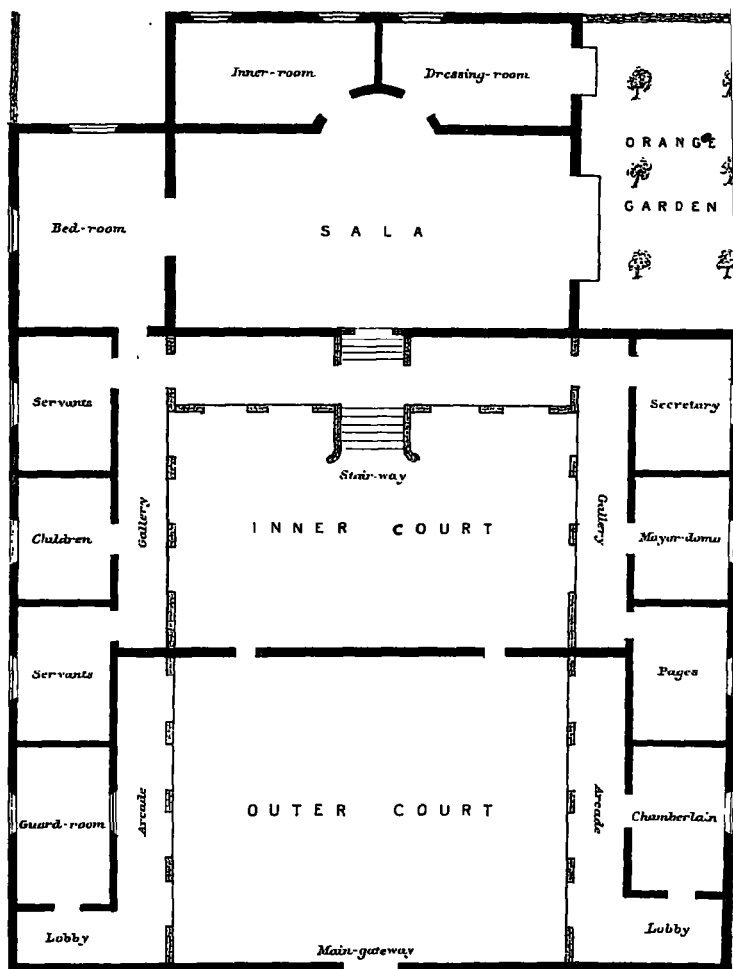 Inner-room
Dressing-room
ORANGE
GARDEN
Bed-room
SALA
Servants
Secretary
Stair-way
Gallery
Gallery
INNER COURT
Children
Mayor-domo
Servants
Pages
Arcade
Arcade
OUTER COURT
Guard-room
Chamberlain
Lobby
Lobby
Main-gateway